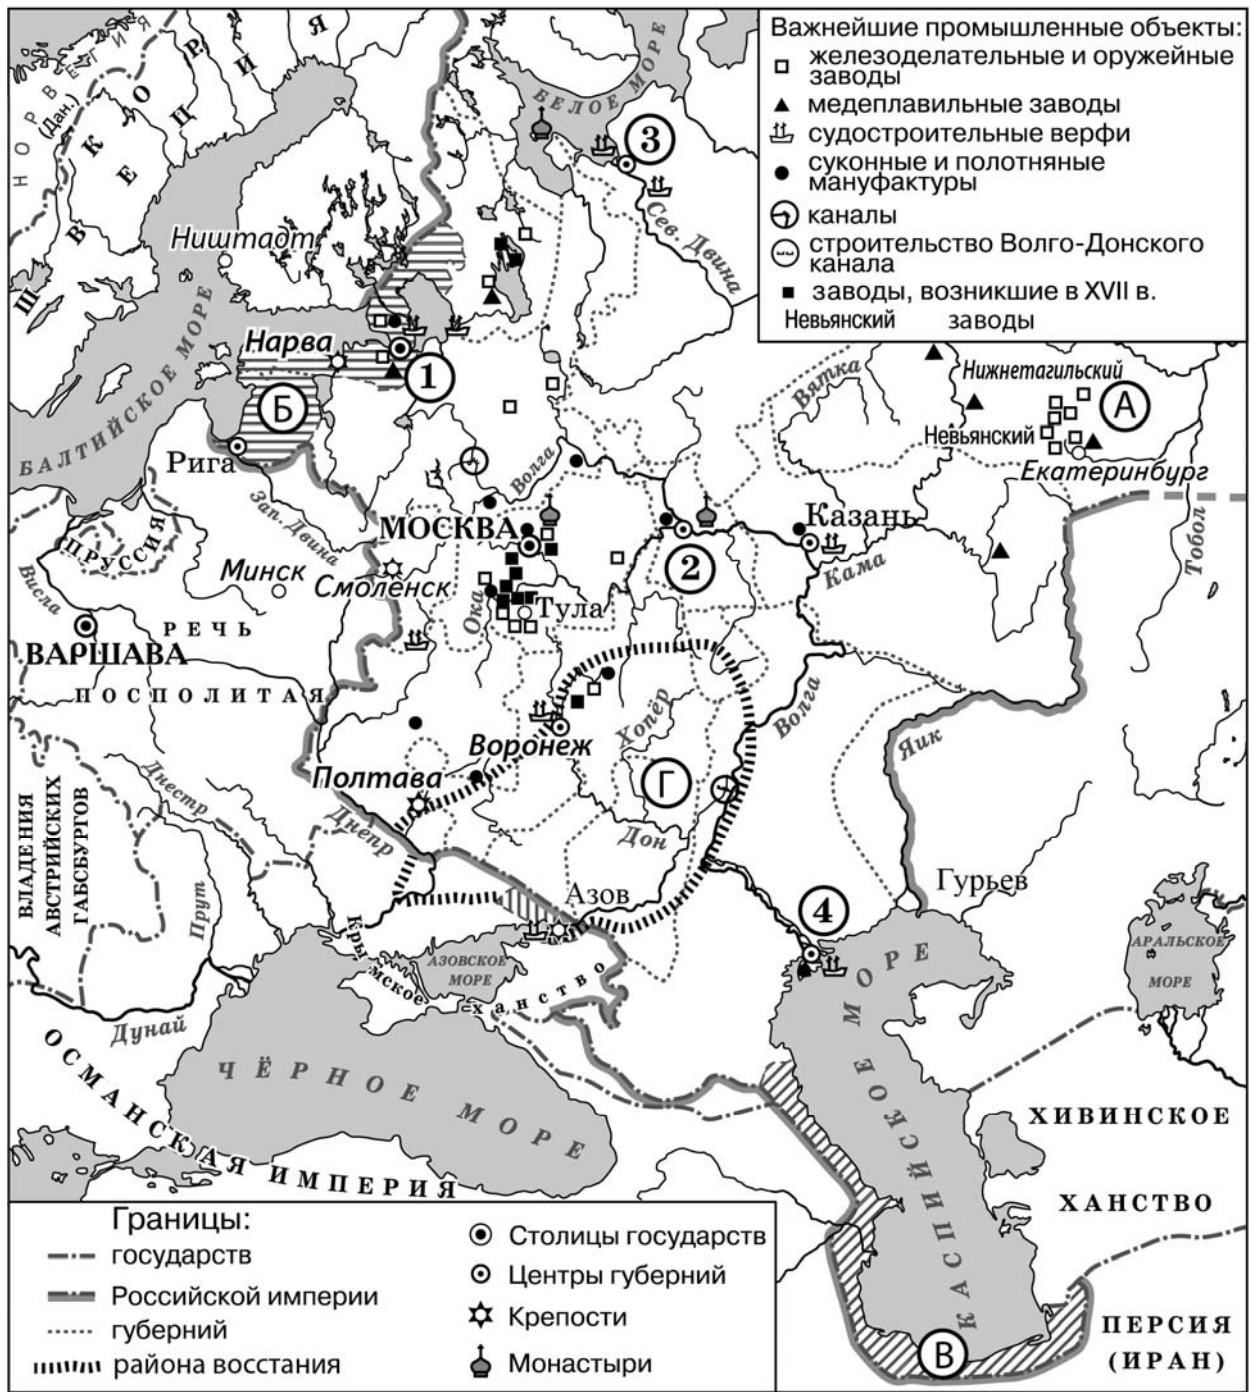 Важнейшие промышленные объекты:
железоделательные и оружейные
заводы
медеплавильные заводы
судостроительные верфи
суконные и полотняные
мануфактуры
каналы
строительство Волго-Донского
канала
заводы, возникшие в XVII в.
Невьянский заводы
НОРВЕГИЯ
(Дан.)
ШВЕЦИЯ
К О Р
БЕЛОЕ МОРЕ
3
Сев. Двина
Ништадт
Нарва
1
Б
Рига
БАЛТИЙСКОЕ МОРЕ
Вятка
Нижнетагильский
А
Невьянский
Екатеринбург
Волга
Зап. Двина
МОСКВА
Казань
2
Кама
Тобол
ПРУССИЯ
Висла
Минск
Смоленск
Ока
Тула
ВАРШАВА
РЕЧЬ
ПОСПОЛИТАЯ
Хопёр
Волга
Яик
Воронеж
Полтава
Г
Днестр
Днепр
Дон
ВЛАДЕНИЯ
АВСТРИЙСКИХ
ГАБСБУРГОВ
Прут
Азов
Гурьев
4
Крымское
ханство
АЗОВСКОЕ
МОРЕ
АРАЛЬСКОЕ
МОРЕ
Дунай
ОСМАНСКАЯ ИМПЕРИЯ
ЧЁРНОЕ МОРЕ
КАСПИЙСКОЕ МОРЕ
ХИВИНСКОЕ
ХАНСТВО
ПЕРСИЯ
(ИРАН)
В
Границы:
государств
Российской империи
губерний
района восстания
Столицы государств
Центры губерний
Крепости
Монастыри